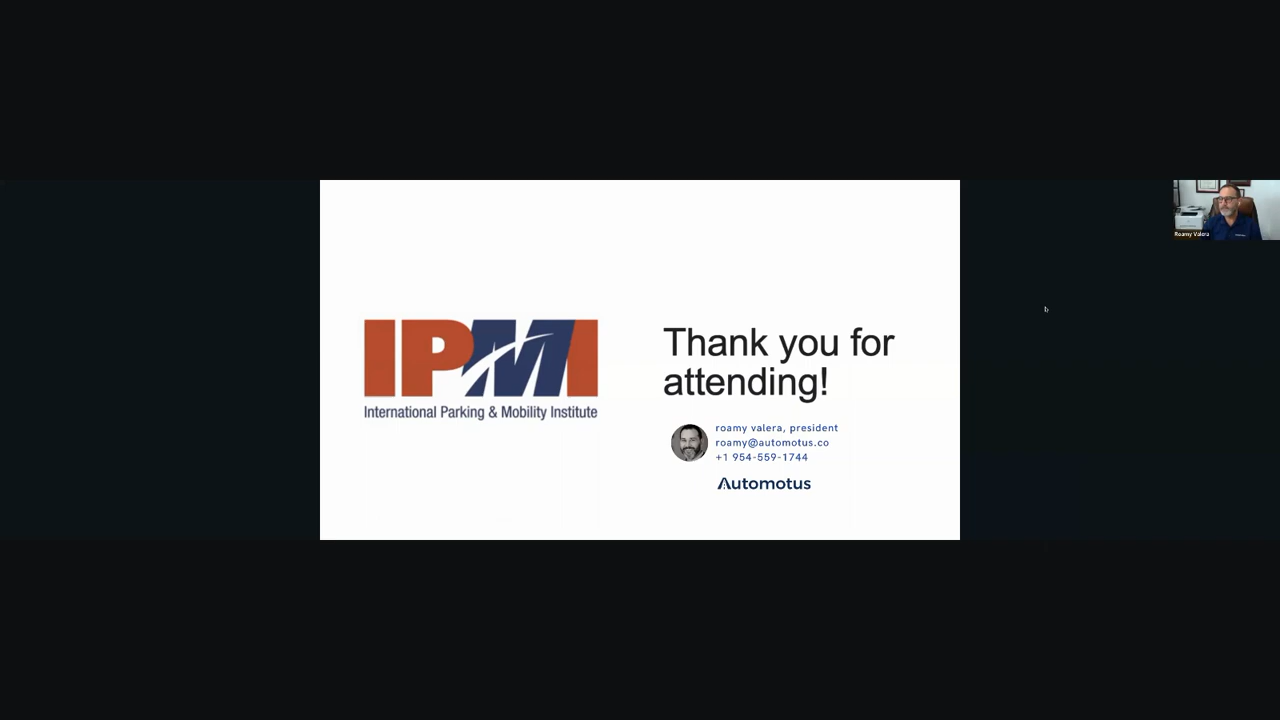 IPMI
International Parking & Mobility Institute
Thank you for
attending!
roamy valera, president
roamy@automotus.co
+1 954-559-1744
Automotus
Roamy Valera